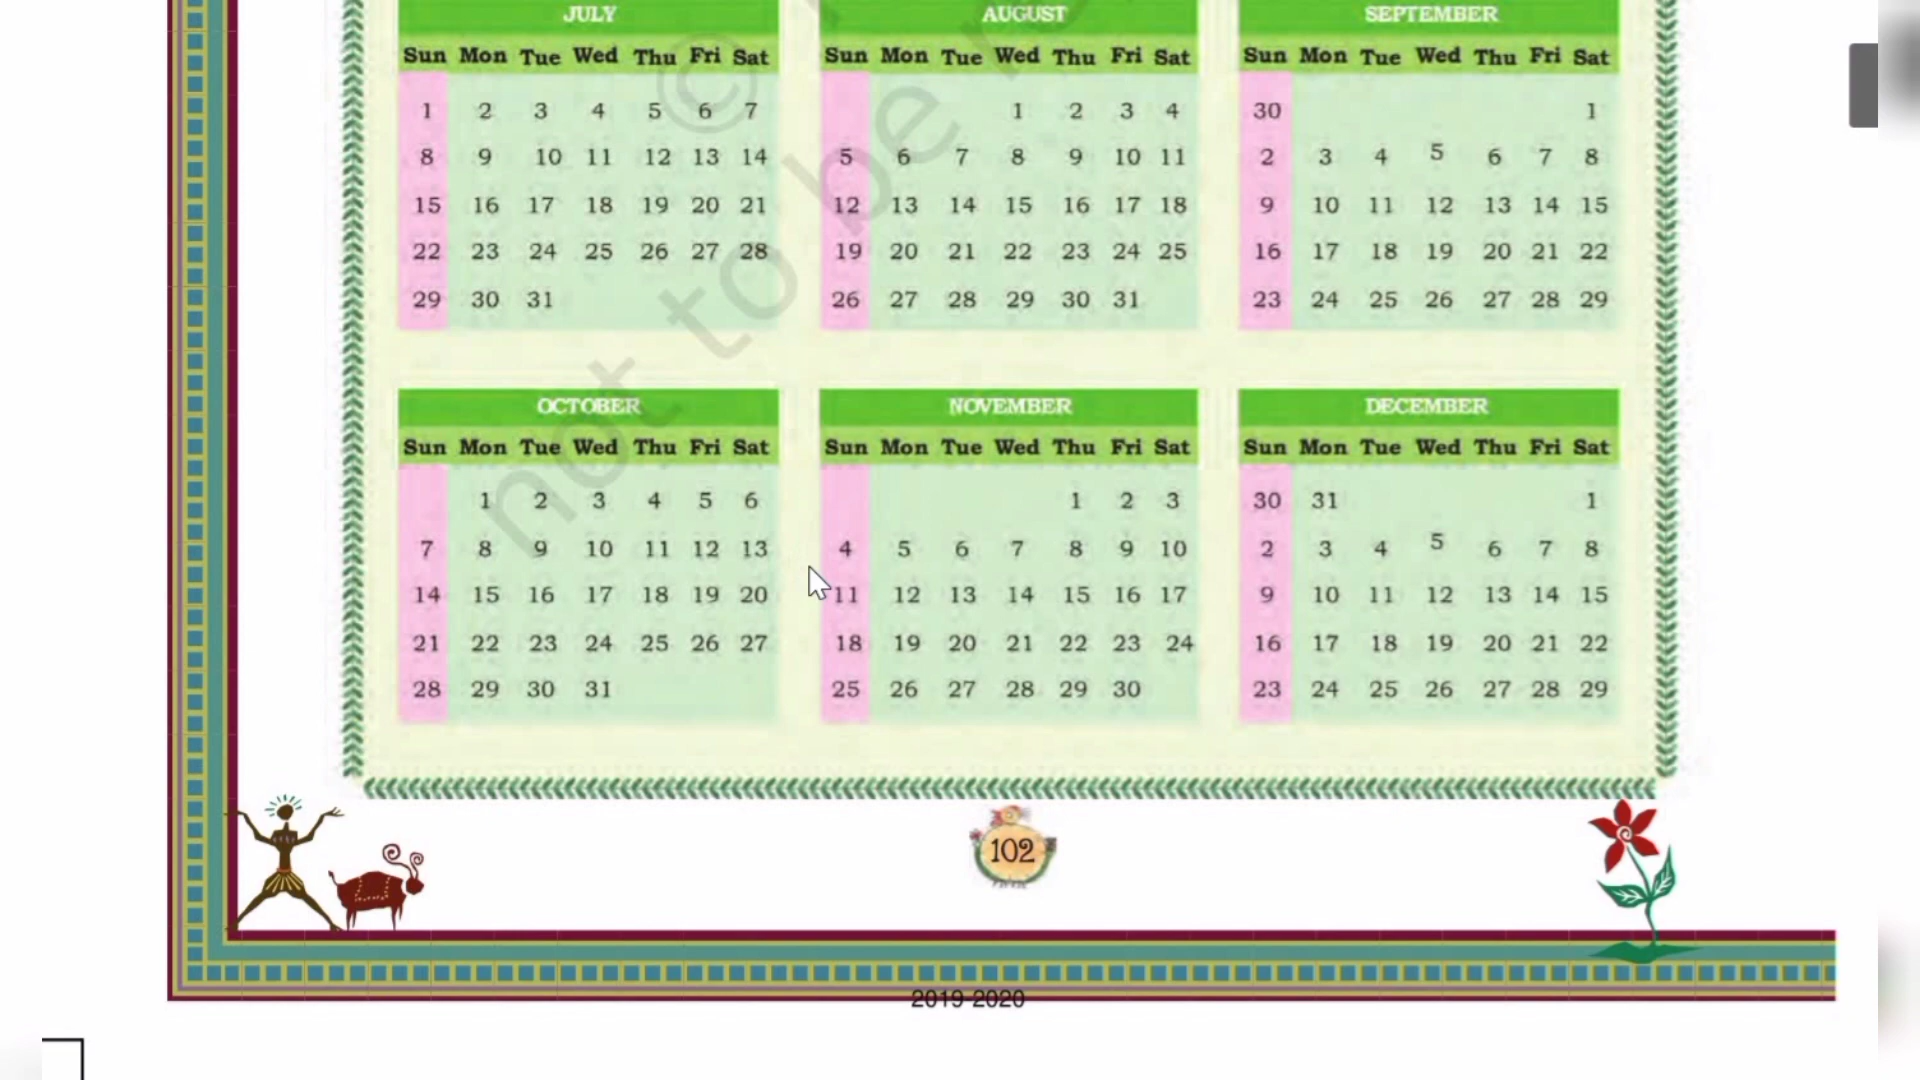 JULY AUGUST SEPTEMBER
Sun Mon Tue Wed Thu Fri Sat Sun Mon Tue Wed Thu Fri Sat Sun Mon Tue Wed Thu Fri Sat
1 2 3 4 5 6 7 1 2 3 4 30 1
8 9 10 11 12 13 14 5 6 7 8 9 10 11 2 3 4 5 6 7 8
15 16 17 18 19 20 21 12 13 14 15 16 17 18 9 10 11 12 13 14 15
22 23 24 25 26 27 28 19 20 21 22 23 24 25 16 17 18 19 20 21 22
29 30 31 26 27 28 29 30 31 23 24 25 26 27 28 29
OCTOBER NOVEMBER DECEMBER
Sun Mon Tue Wed Thu Fri Sat Sun Mon Tue Wed Thu Fri Sat Sun Mon Tue Wed Thu Fri Sat
1 2 3 4 5 6 1 2 3 30 31 1
7 8 9 10 11 12 13 4 5 6 7 8 9 10 2 3 4 5 6 7 8
14 15 16 17 18 19 20 11 12 13 14 15 16 17 9 10 11 12 13 14 15
21 22 23 24 25 26 27 18 19 20 21 22 23 24 16 17 18 19 20 21 22
28 29 30 31 25 26 27 28 29 30 23 24 25 26 27 28 29
©
not to be
102
2019-2020